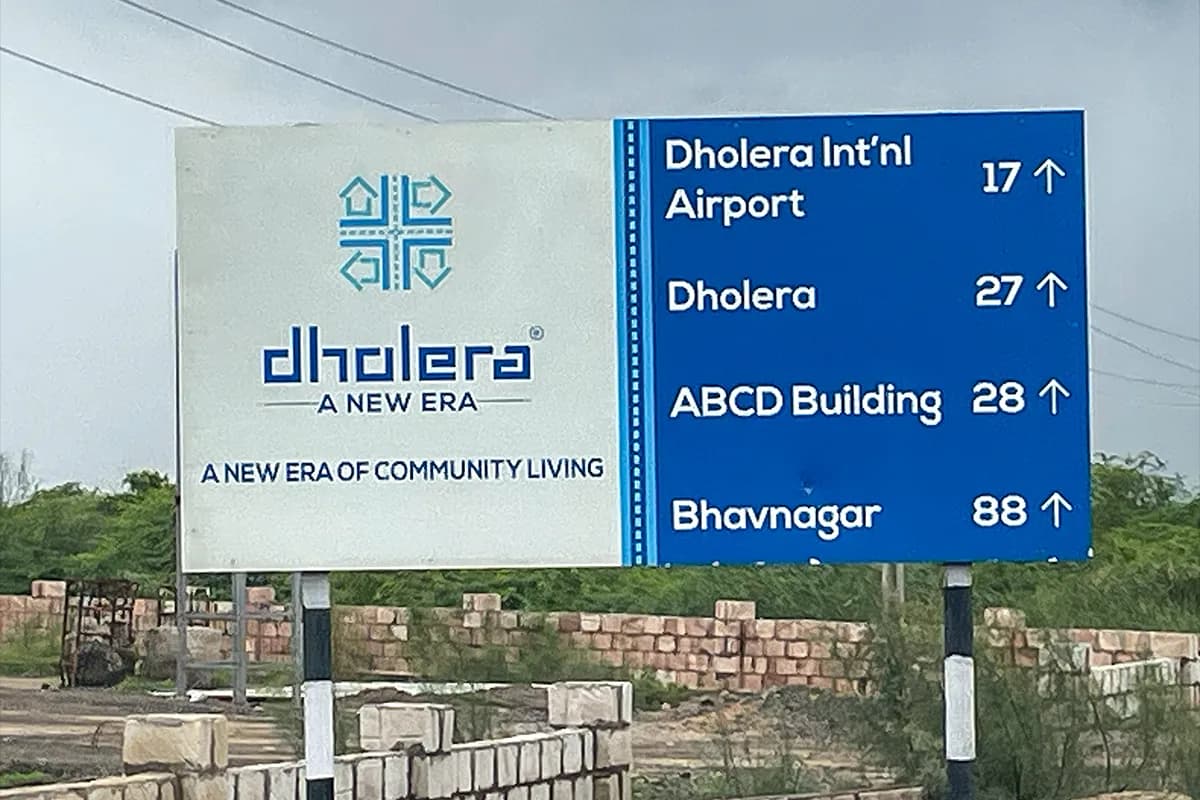 dholera®
A NEW ERA
A NEW ERA OF COMMUNITY LIVING
Dholera Int'nl
Airport 17 ↑
Dholera 27 ↑
ABCD Building 28 ↑
Bhavnagar 88 ↑